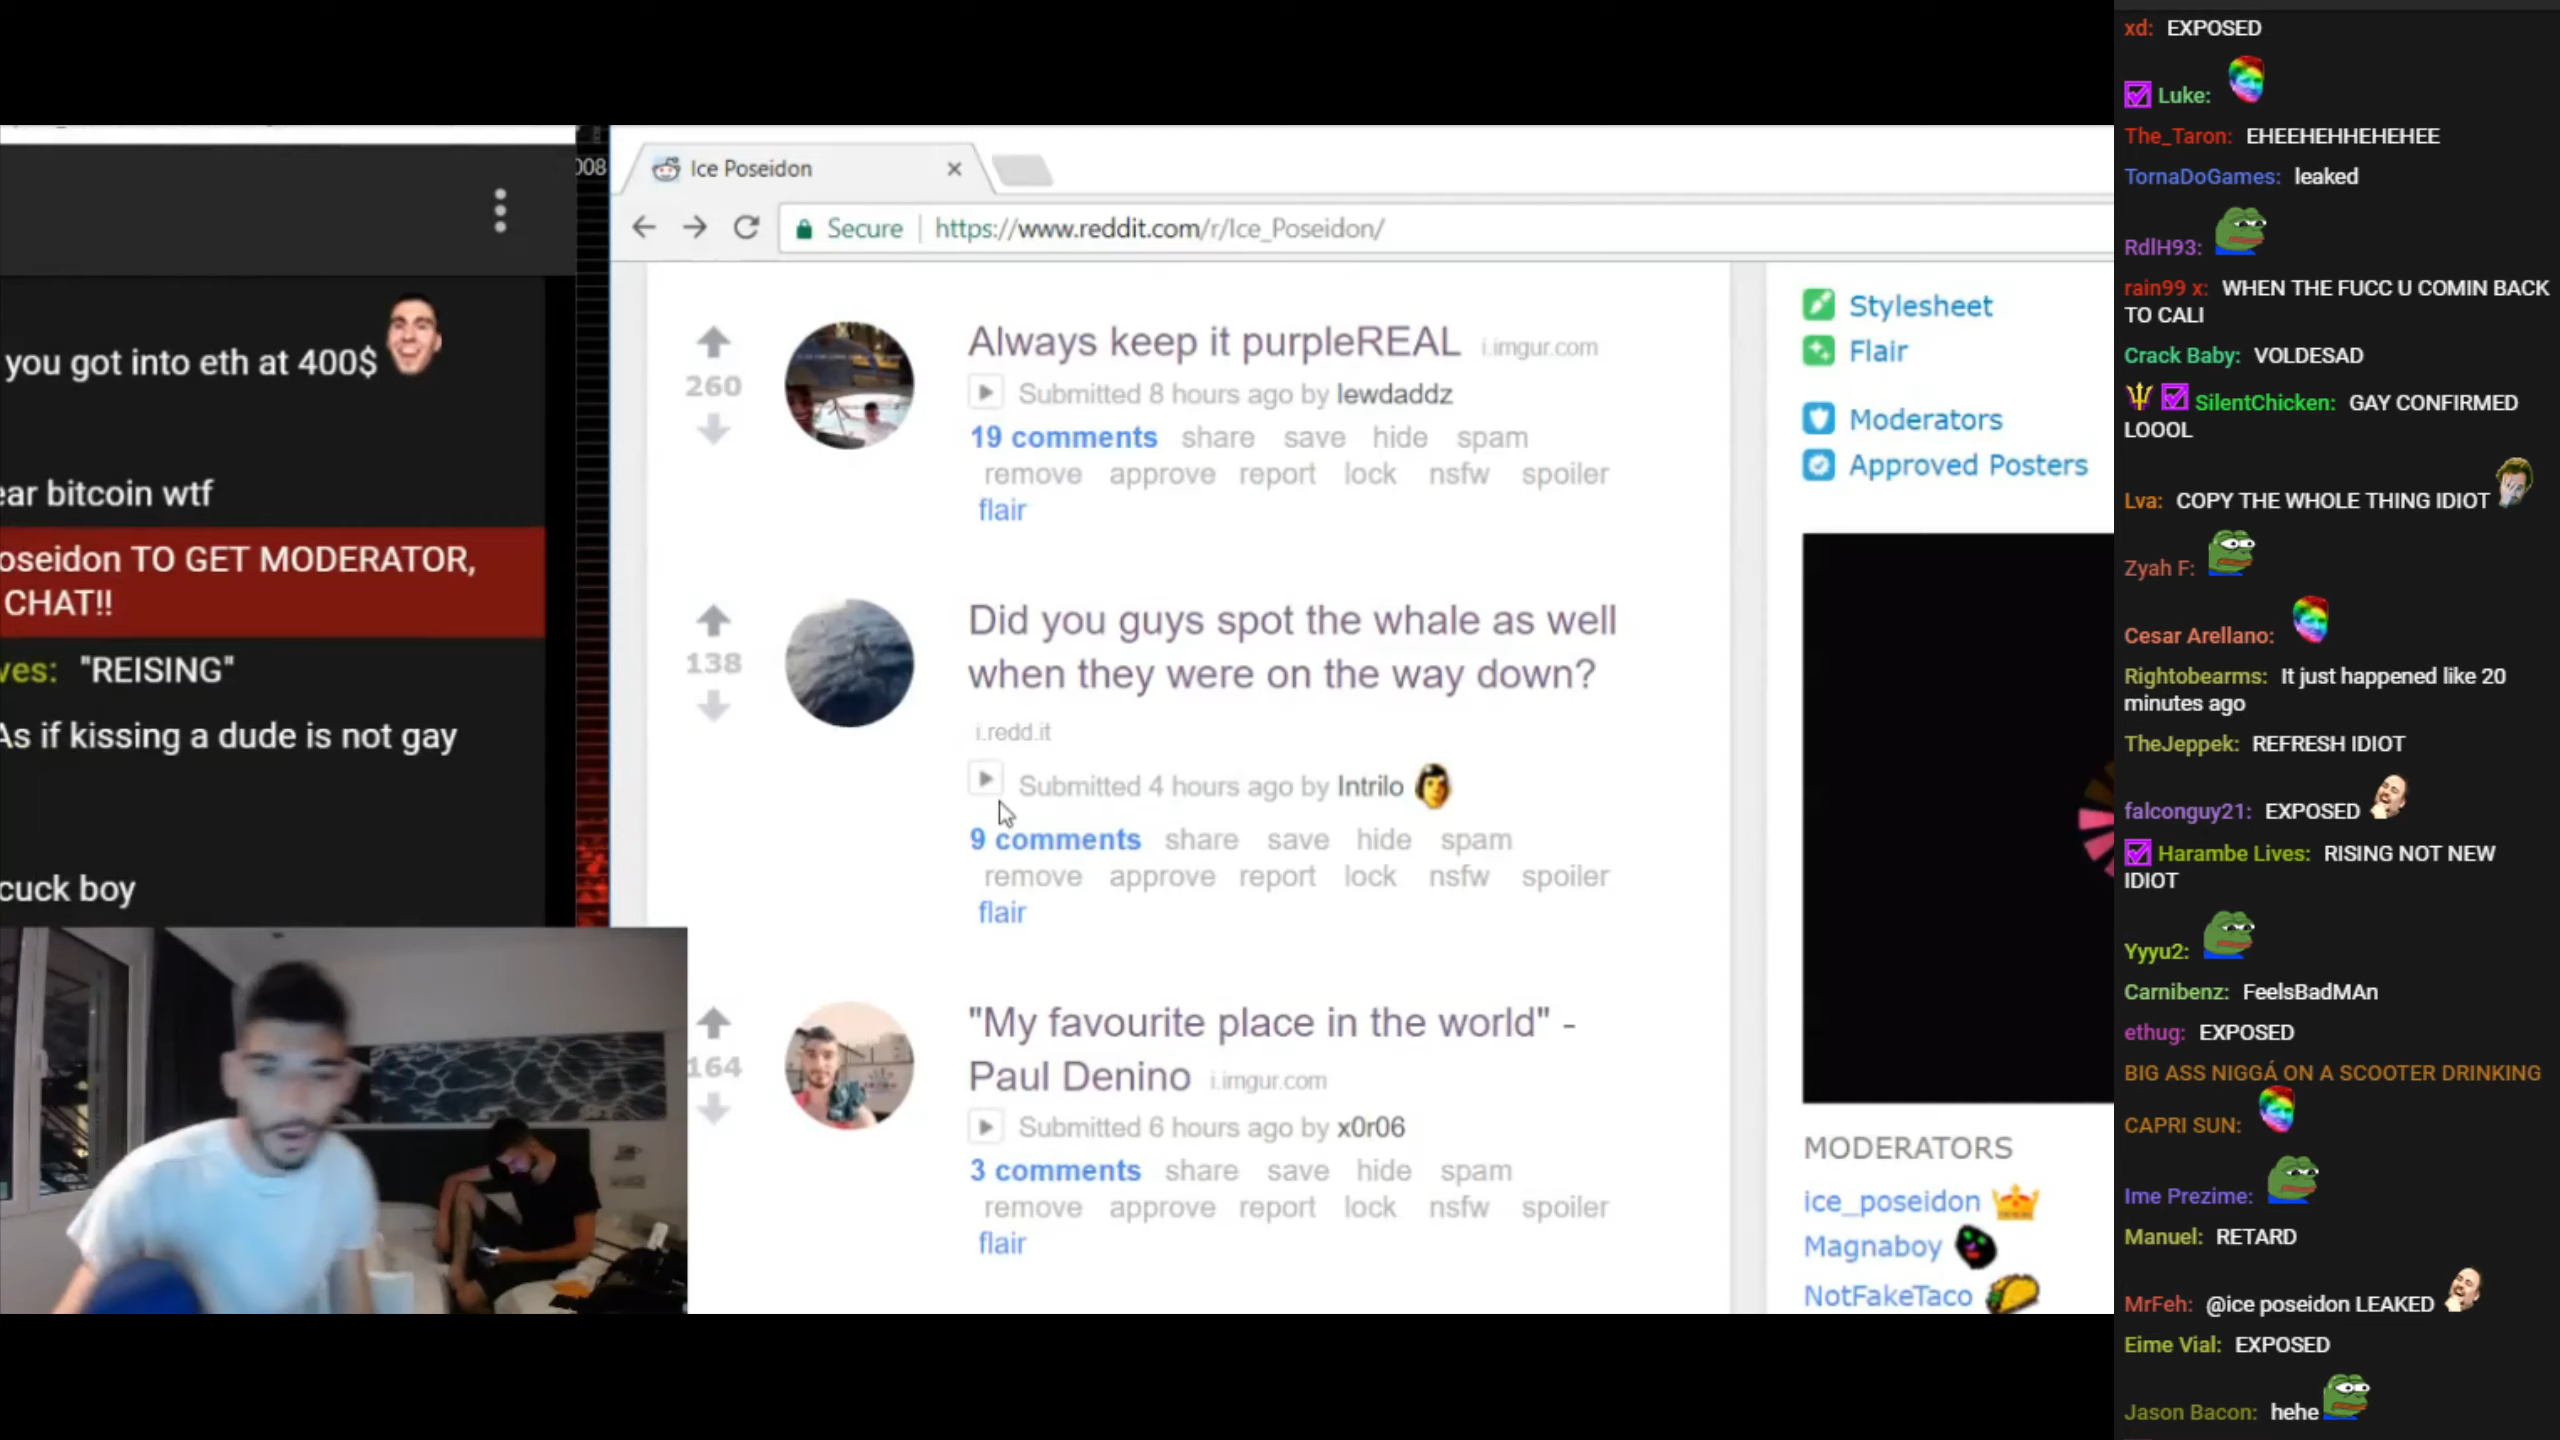 008
you got into eth at 400$
ear bitcoin wtf
oseidon TO GET MODERATOR,
CHAT!!
ves: "REISING"
As if kissing a dude is not gay
cuck boy
Ice Poseidon
Secure
https://www.reddit.com/r/Ice_Poseidon/
260
Always keep it purpleREAL i.imgur.com
Submitted 8 hours ago by lewdaddz
19 comments share save hide spam
remove approve report lock nsfw spoiler
flair
138
Did you guys spot the whale as well
when they were on the way down?
i.redd.it
Submitted 4 hours ago by Intrilo
9 comments share save hide spam
remove approve report lock nsfw spoiler
flair
164
"My favourite place in the world" -
Paul Denino i.imgur.com
Submitted 6 hours ago by x0r06
3 comments share save hide spam
remove approve report lock nsfw spoiler
flair
Stylesheet
Flair
Moderators
Approved Posters
MODERATORS
ice_poseidon
Magnaboy
NotFakeTaco
xd: EXPOSED
Luke:
The_Taron: EHEEHEHHEHEHEE
TornaDoGames: leaked
RdlH93:
rain99 x: WHEN THE FUCC U COMIN BACK
TO CALI
Crack Baby: VOLDESAD
SilentChicken: GAY CONFIRMED
LOOOL
Lva: COPY THE WHOLE THING IDIOT
Zyah F:
Cesar Arellano:
Rightobearms: It just happened like 20
minutes ago
TheJeppek: REFRESH IDIOT
falconguy21: EXPOSED
Harambe Lives: RISING NOT NEW
IDIOT
Yyyu2:
Carnibenz: FeelsBadMAn
ethug: EXPOSED
BIG ASS NIGGÁ ON A SCOOTER DRINKING
CAPRI SUN:
Ime Prezime:
Manuel: RETARD
MrFeh: @ice poseidon LEAKED
Eime Vial: EXPOSED
Jason Bacon: hehe